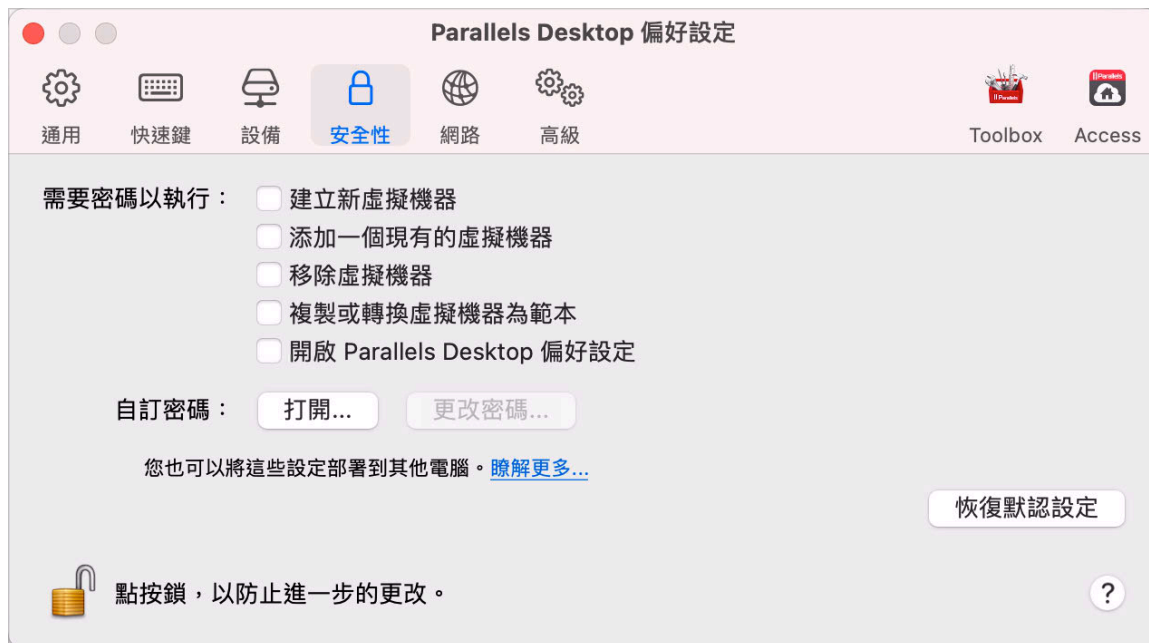 Parallels Desktop 偏好設定
通用 快速鍵 設備 安全性 網路 高級 Toolbox Access
需要密碼以執行： 建立新虛擬機器
添加一個現有的虛擬機器
移除虛擬機器
複製或轉換虛擬機器為範本
開啟 Parallels Desktop 偏好設定
自訂密碼： 打開... 更改密碼...
您也可以將這些設定部署到其他電腦。瞭解更多...
恢復默認設定
點按鎖，以防止進一步的更改。 ?